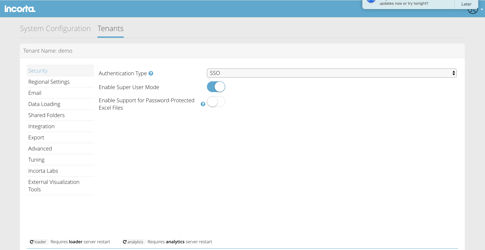 incorta.
updates now or try tonight?
Later
System Configuration
Tenants
Tenant Name: demo
Security
Regional Settings
Email
Data Loading
Shared Folders
Integration
Export
Advanced
Tuning
Incorta Labs
External Visualization
Tools
Authentication Type ?
SSO
Enable Super User Mode
Enable Support for Password Protected
Excel Files ?
loader : Requires loader server restart
analytics : Requires analytics server restart